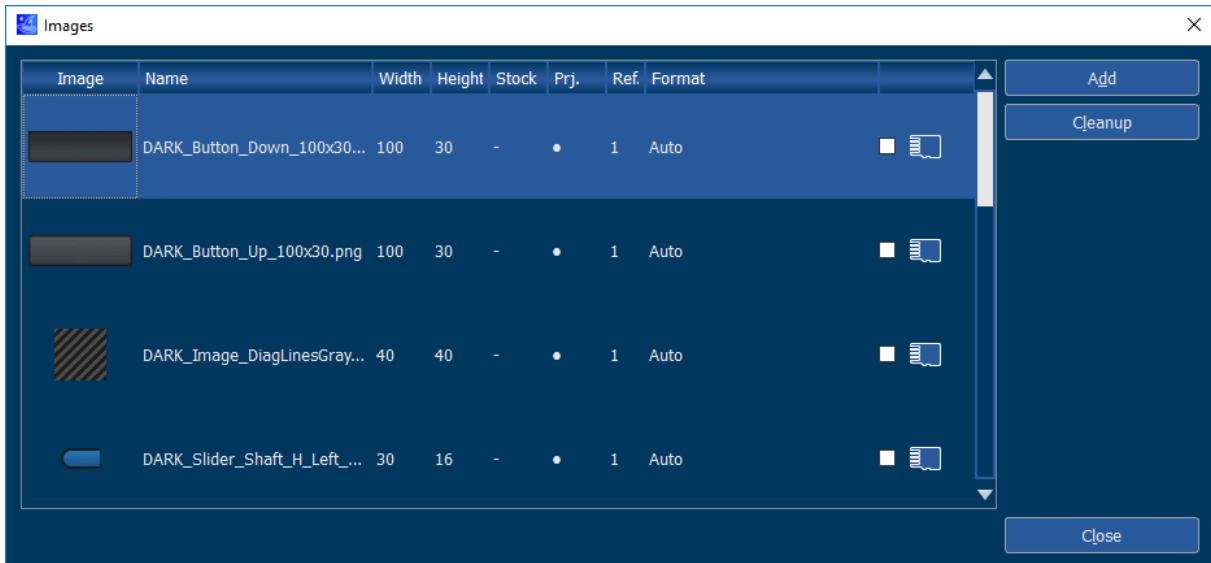 Images
Image Name Width Height Stock Prj. Ref. Format
Add
Cleanup
DARK_Button_Down_100x30... 100 30 - • 1 Auto
DARK_Button_Up_100x30.png 100 30 - • 1 Auto
DARK_Image_DiagLinesGray... 40 40 - • 1 Auto
DARK_Slider_Shaft_H_Left_... 30 16 - • 1 Auto
Close